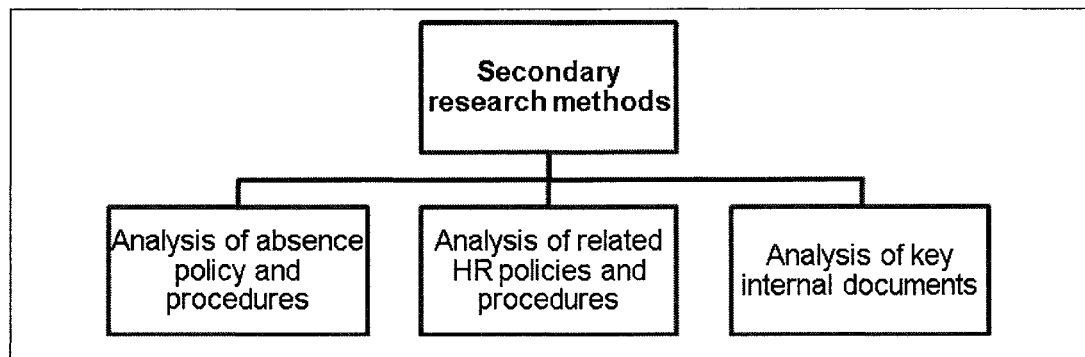 Secondary
research methods
Analysis of absence
policy and
procedures
Analysis of related
HR policies and
procedures
Analysis of key
internal documents